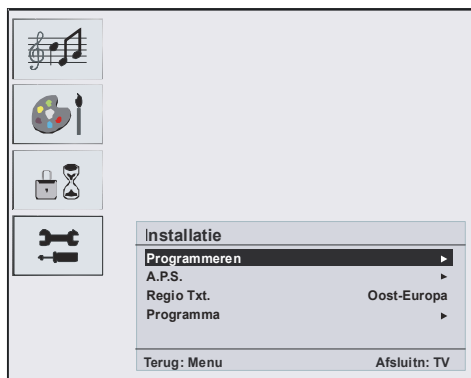 Installatie
Programmeren
A.P.S.
Regio Txt. Oost-Europa
Programma
Terug: Menu Afsluitn: TV